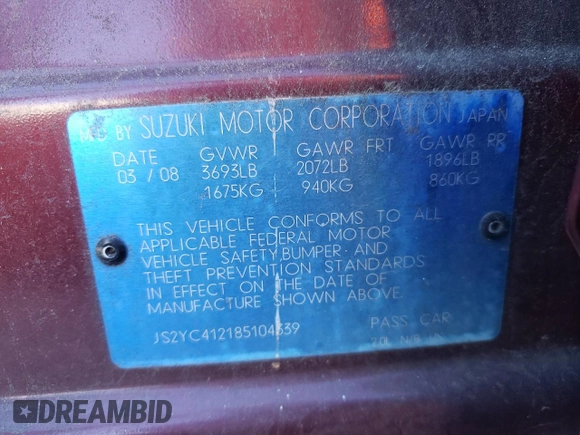 MFG BY SUZUKI MOTOR CORPORATION JAPAN
DATE GVWR GAWR FRT GAWR RR
03 / 08 3693LB 2072LB 1896LB
1675KG 940KG 860KG
THIS VEHICLE CONFORMS TO ALL
APPLICABLE FEDERAL MOTOR
VEHICLE SAFETY,BUMPER AND
THEFT PREVENTION STANDARDS
IN EFFECT ON THE DATE OF
MANUFACTURE SHOWN ABOVE.
JS2YC412185104339 PASS CAR
DREAMBID